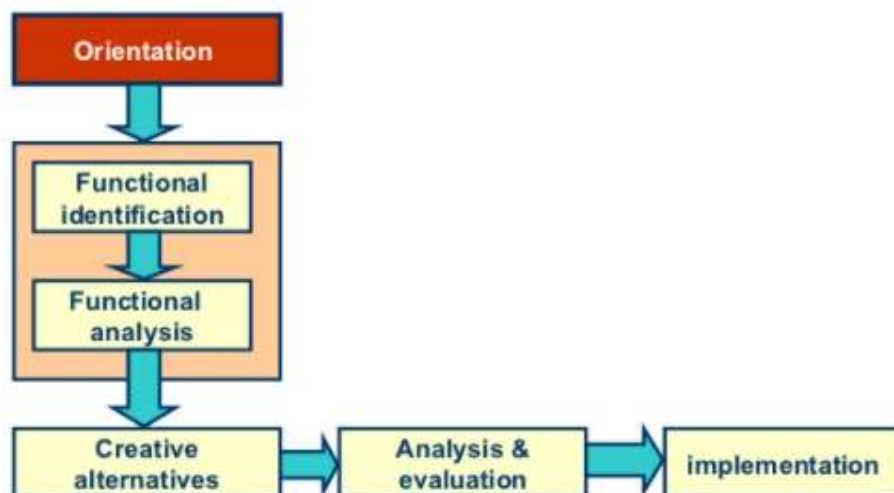 Orientation
Functional
identification
Functional
analysis
Creative
alternatives
Analysis &
evaluation
implementation